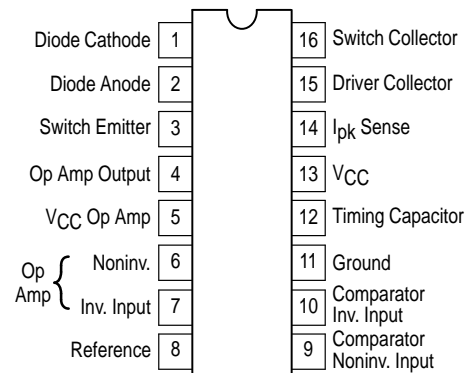 Diode Cathode 1 16 Switch Collector
Diode Anode 2 15 Driver Collector
Switch Emitter 3 14 Ipk Sense
Op Amp Output 4 13 VCC
VCC Op Amp 5 12 Timing Capacitor
Op Amp { Noninv. 6 11 Ground
Inv. Input 7 10 Comparator Inv. Input
Reference 8 9 Comparator Noninv. Input